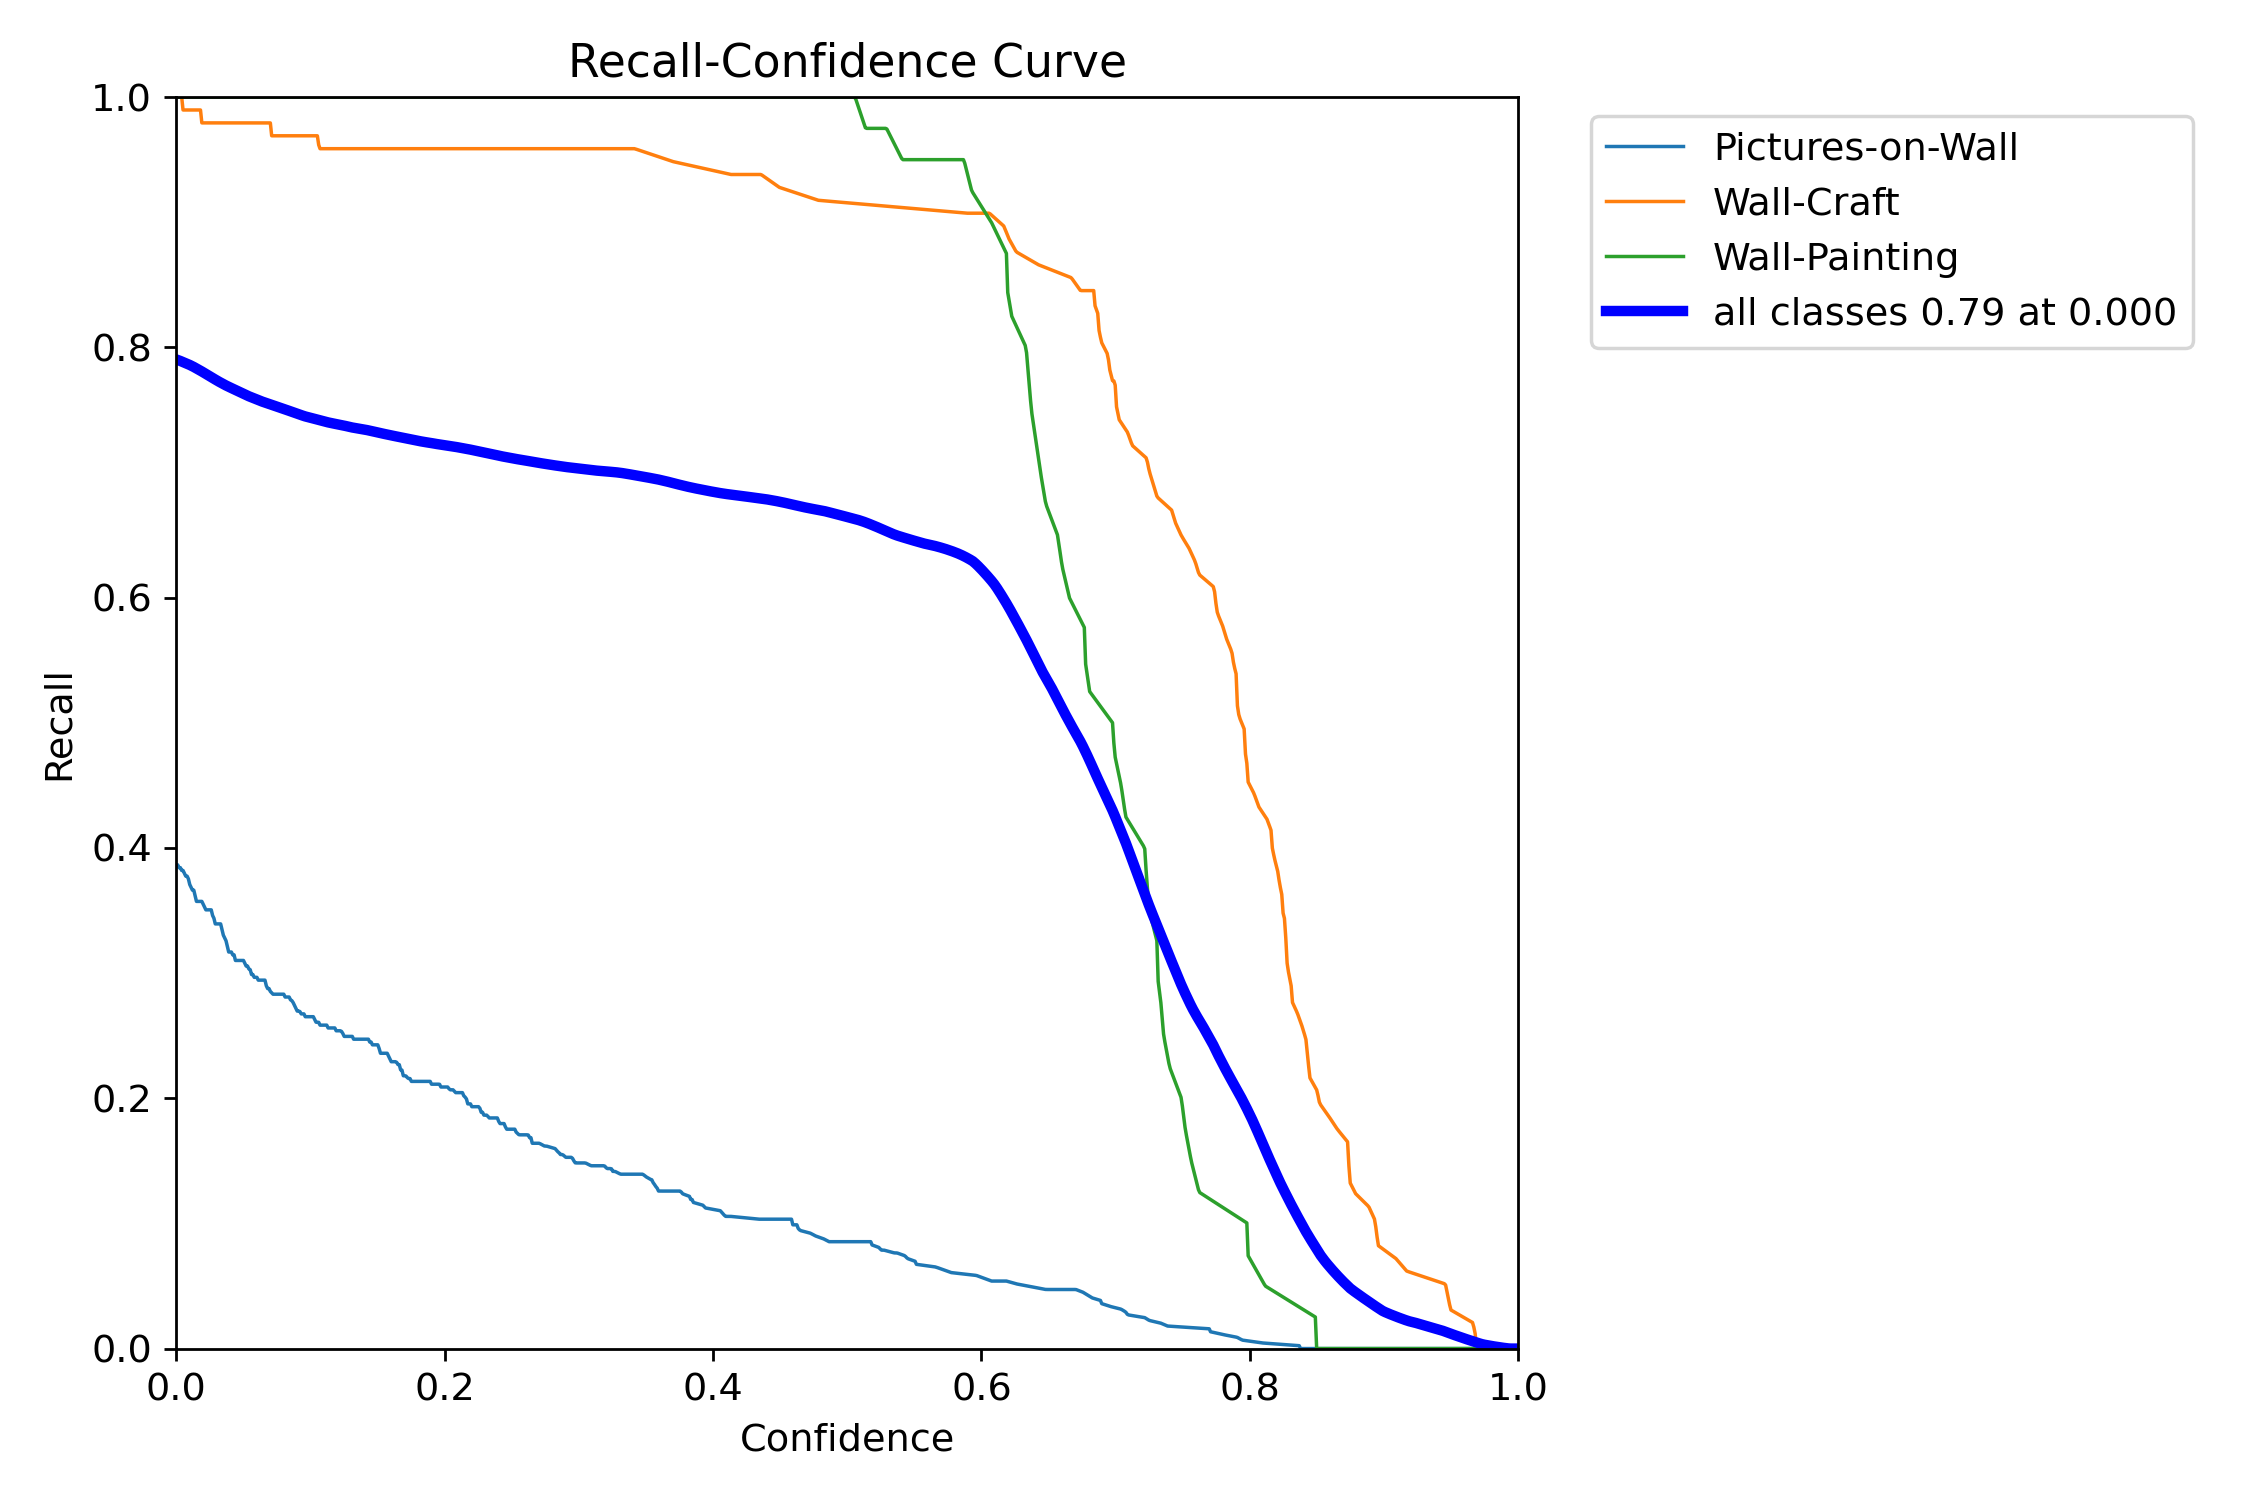 Recall-Confidence Curve
1.0
0.8
0.6
0.4
0.2
0.0
Recall
0.0 0.2 0.4 0.6 0.8 1.0
Confidence
Pictures-on-Wall
Wall-Craft
Wall-Painting
all classes 0.79 at 0.000